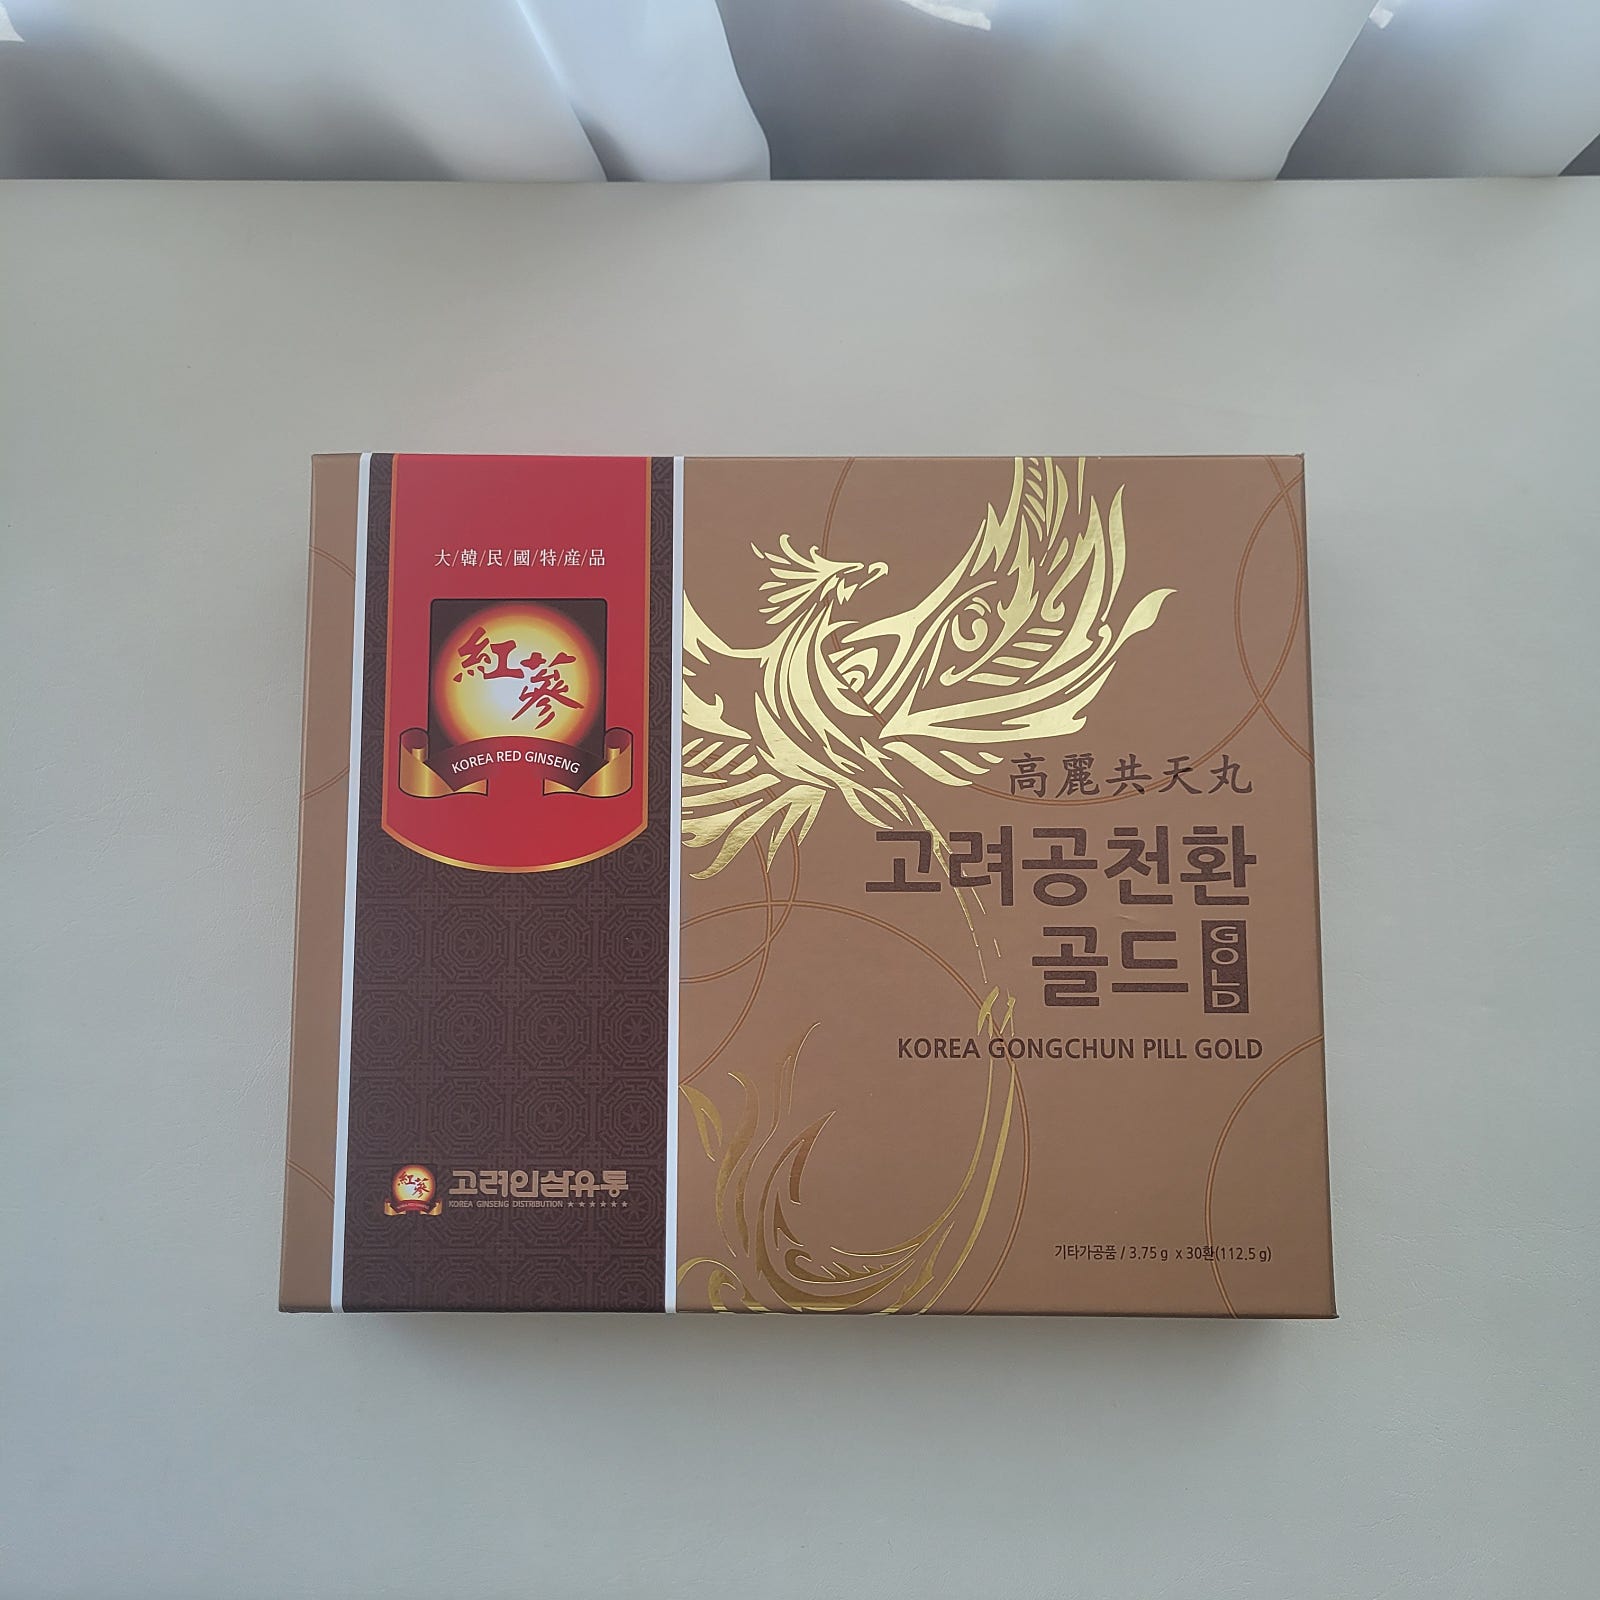 大/韓/民/國/特/産/品
紅蔘
KOREA RED GINSENG
高麗共天丸
고려공천환
골드 GOLD
KOREA GONGCHUN PILL GOLD
紅蔘
고려인삼유통
KOREA GINSENG DISTRIBUTION ★★★★★★
기타가공품 / 3.75 g x 30환(112.5 g)